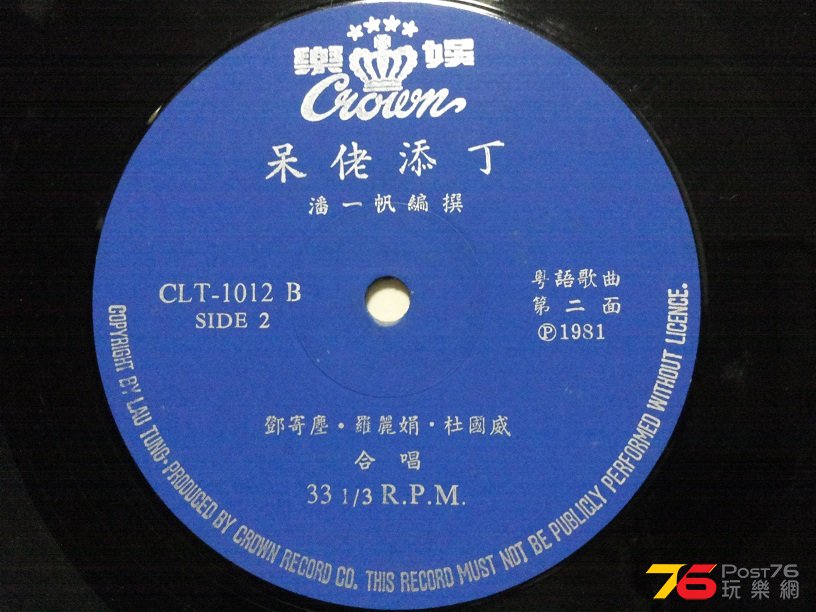 樂 娛
Crown
呆佬添丁
潘一帆編撰
CLT-1012 B
SIDE 2
粵語歌曲
第二面
Ⓟ1981
鄧寄塵・羅麗娟・杜國威
合唱
33 1/3 R.P.M.
COPYRIGHT BY LAU TUNG・PRODUCED BY CROWN RECORD CO. THIS RECORD MUST NOT BE PUBLICLY PERFORMED WITHOUT LICENCE.
76 Post76
玩樂網